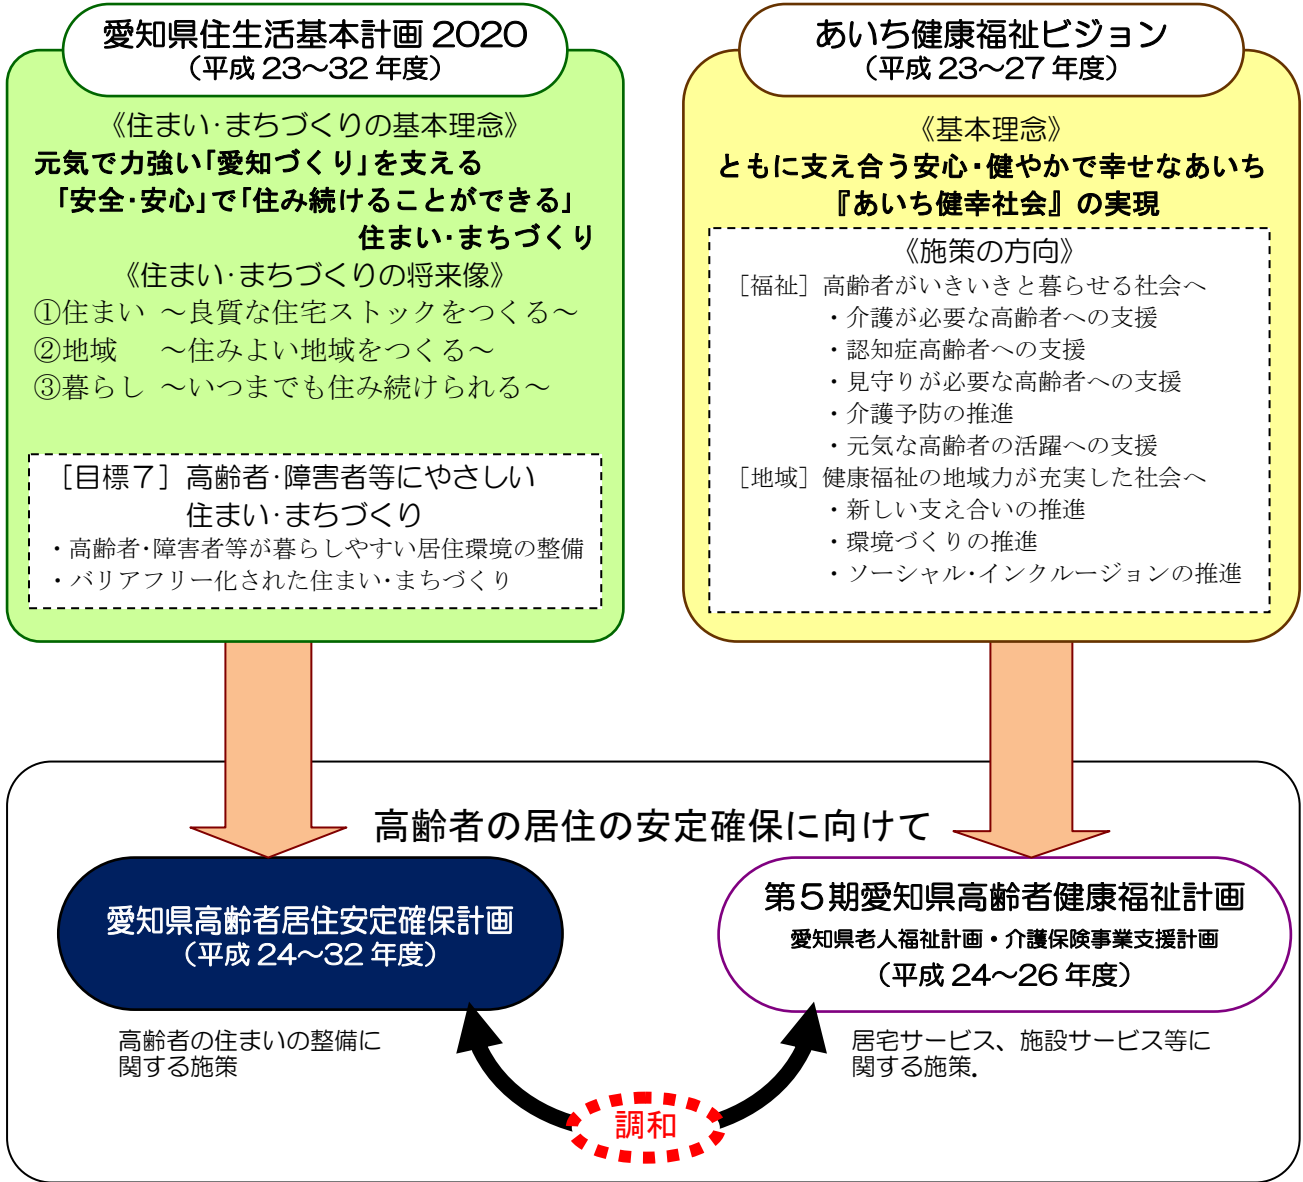 愛知県住生活基本計画 2020
（平成 23～32 年度）
《住まい･まちづくりの基本理念》
元気で力強い｢愛知づくり｣を支える
｢安全･安心｣で｢住み続けることができる｣
住まい･まちづくり
《住まい･まちづくりの将来像》
①住まい ～良質な住宅ストックをつくる～
②地域 ～住みよい地域をつくる～
③暮らし ～いつまでも住み続けられる～
［目標７］高齢者･障害者等にやさしい
住まい･まちづくり
・高齢者･障害者等が暮らしやすい居住環境の整備
・バリアフリー化された住まい･まちづくり
あいち健康福祉ビジョン
（平成 23～27 年度）
《基本理念》
ともに支え合う安心･健やかで幸せなあいち
『あいち健幸社会』の実現
《施策の方向》
［福祉］高齢者がいきいきと暮らせる社会へ
・介護が必要な高齢者への支援
・認知症高齢者への支援
・見守りが必要な高齢者への支援
・介護予防の推進
・元気な高齢者の活躍への支援
［地域］健康福祉の地域力が充実した社会へ
・新しい支え合いの推進
・環境づくりの推進
・ソーシャル･インクルージョンの推進
高齢者の居住の安定確保に向けて
愛知県高齢者居住安定確保計画
（平成 24～32 年度）
高齢者の住まいの整備に
関する施策
第５期愛知県高齢者健康福祉計画
愛知県老人福祉計画・介護保険事業支援計画
（平成 24～26 年度）
居宅サービス、施設サービス等に
関する施策.
調和